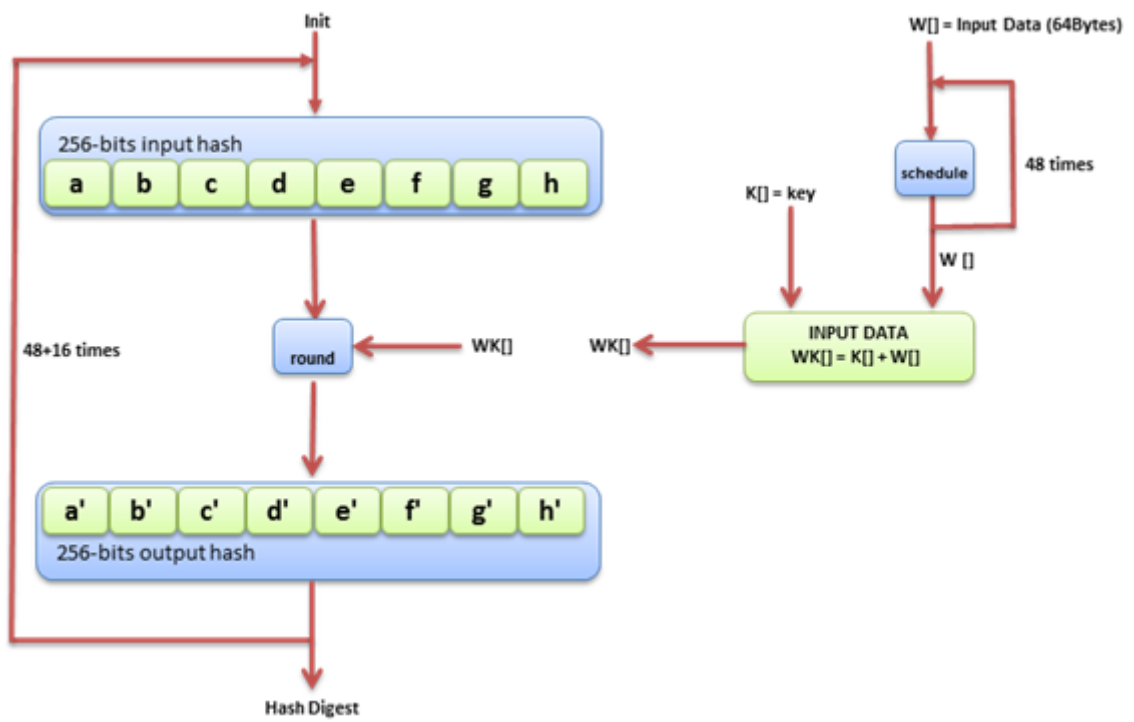 Init
W[] = Input Data (64Bytes)
256-bits input hash
a b c d e f g h
schedule
48 times
K[] = key
W []
48+16 times
round
WK[]
WK[]
INPUT DATA
WK[] = K[] + W[]
a' b' c' d' e' f' g' h'
256-bits output hash
Hash Digest